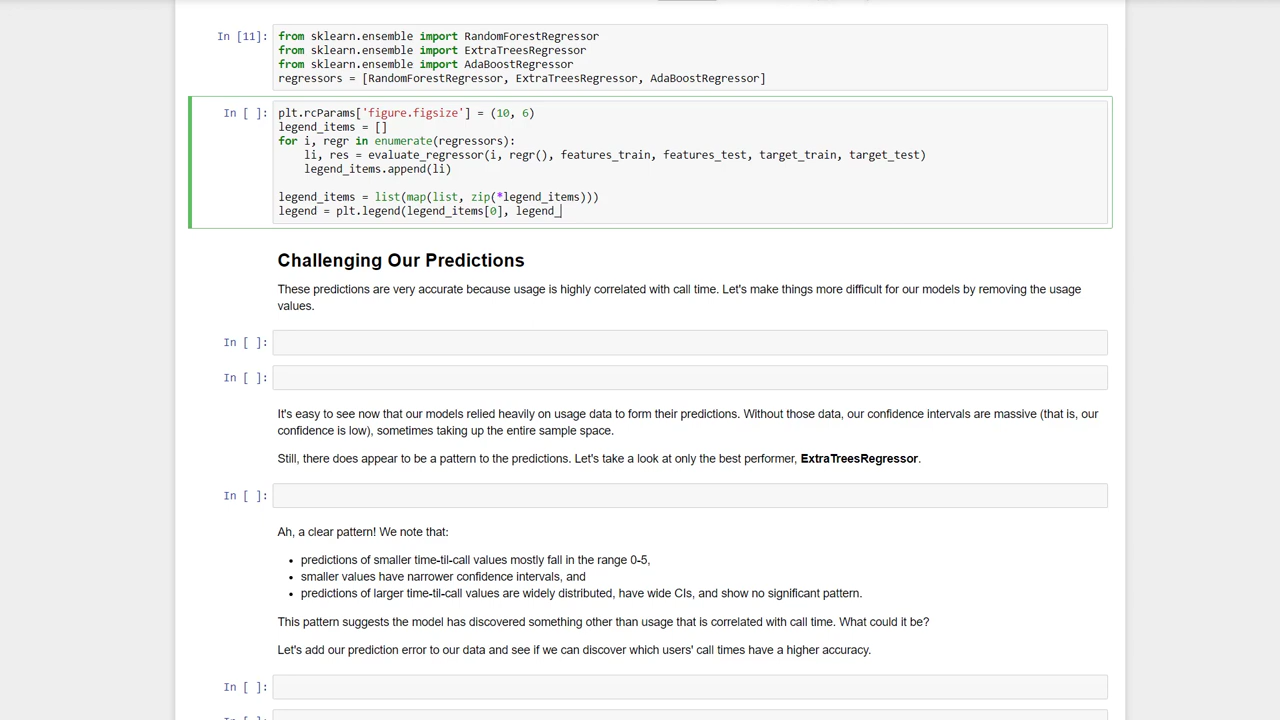 In [11]:
from sklearn.ensemble import RandomForestRegressor
from sklearn.ensemble import ExtraTreesRegressor
from sklearn.ensemble import AdaBoostRegressor
regressors = [RandomForestRegressor, ExtraTreesRegressor, AdaBoostRegressor]
In [ ]:
plt.rcParams['figure.figsize'] = (10, 6)
legend_items = []
for i, regr in enumerate(regressors):
    li, res = evaluate_regressor(i, regr(), features_train, features_test, target_train, target_test)
    legend_items.append(li)
legend_items = list(map(list, zip(*legend_items)))
legend = plt.legend(legend_items[0], legend_
Challenging Our Predictions
These predictions are very accurate because usage is highly correlated with call time. Let's make things more difficult for our models by removing the usage
values.
In [ ]:
In [ ]:
It's easy to see now that our models relied heavily on usage data to form their predictions. Without those data, our confidence intervals are massive (that is, our
confidence is low), sometimes taking up the entire sample space.
Still, there does appear to be a pattern to the predictions. Let's take a look at only the best performer, ExtraTreesRegressor.
In [ ]:
Ah, a clear pattern! We note that:
• predictions of smaller time-til-call values mostly fall in the range 0-5,
• smaller values have narrower confidence intervals, and
• predictions of larger time-til-call values are widely distributed, have wide CIs, and show no significant pattern.
This pattern suggests the model has discovered something other than usage that is correlated with call time. What could it be?
Let's add our prediction error to our data and see if we can discover which users' call times have a higher accuracy.
In [ ]: